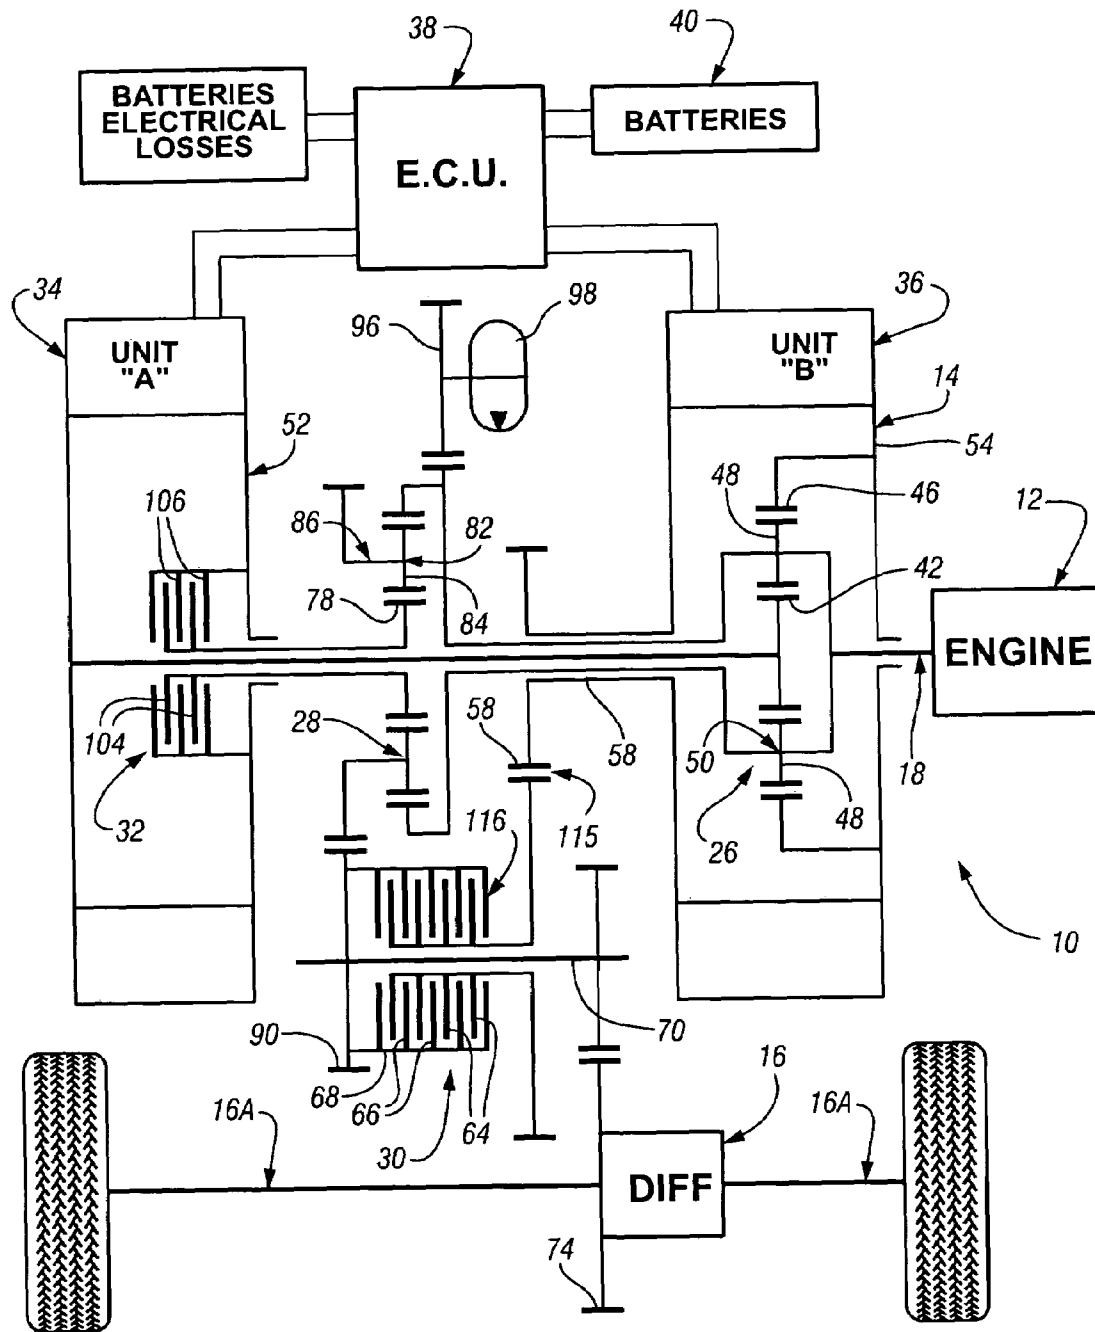 38
40
BATTERIES
ELECTRICAL
LOSSES
E.C.U.
BATTERIES
34
UNIT
"A"
96
98
UNIT
"B"
36
14
52
54
106
86
82
48
46
12
78
84
42
ENGINE
104
28
58
58
50
18
32
116
115
26
48
10
90
70
68
66
64
16A
30
16
16A
DIFF
74